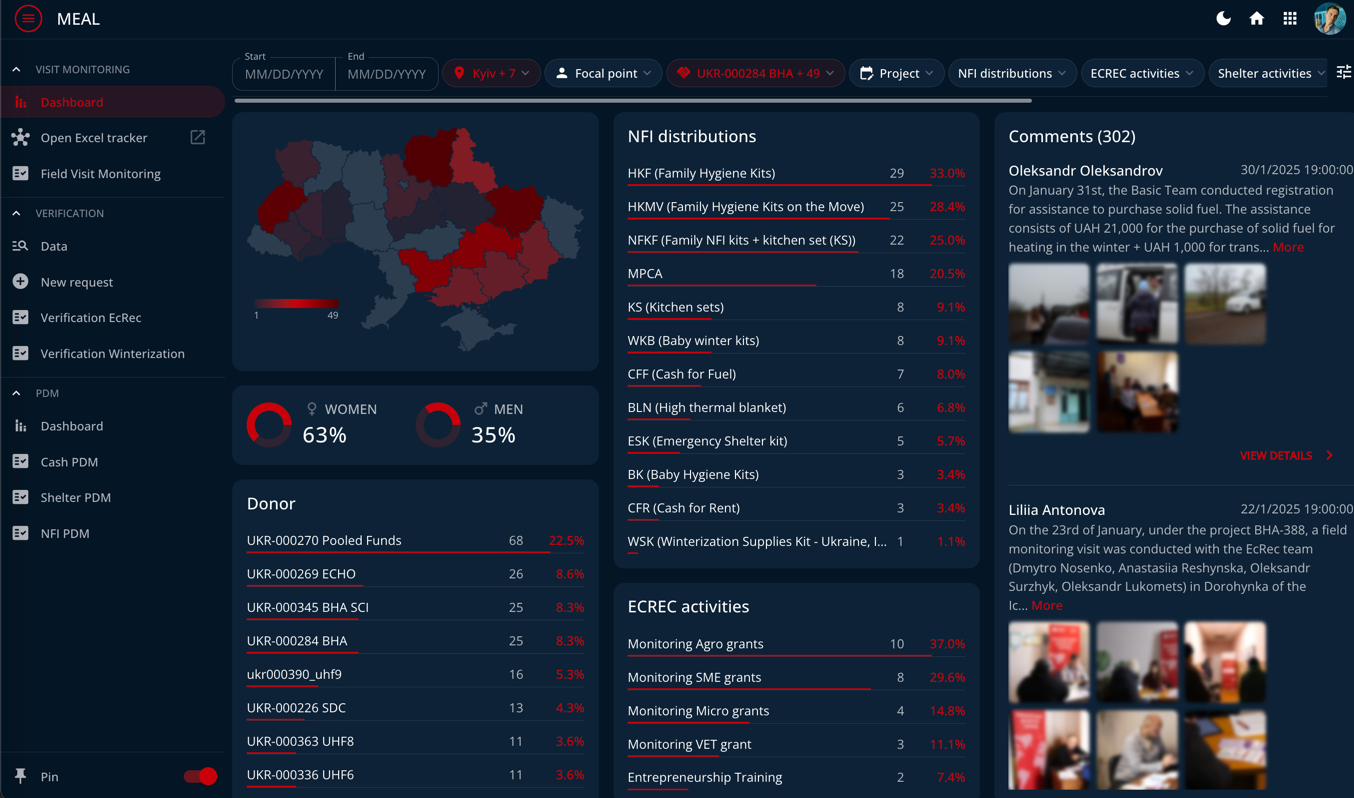 MEAL
VISIT MONITORING
Dashboard
Open Excel tracker
Field Visit Monitoring
VERIFICATION
Data
New request
Verification EcRec
Verification Winterization
PDM
Dashboard
Cash PDM
Shelter PDM
NFI PDM
Pin
Start
MM/DD/YYYY
End
MM/DD/YYYY
Kyiv + 7
Focal point
UKR-000284 BHA + 49
Project
NFI distributions
ECREC activities
Shelter activities
1
49
WOMEN
63%
MEN
35%
Donor
UKR-000270 Pooled Funds 68 22.5%
UKR-000269 ECHO 26 8.6%
UKR-000345 BHA SCI 25 8.3%
UKR-000284 BHA 25 8.3%
ukr000390_uhf9 16 5.3%
UKR-000226 SDC 13 4.3%
UKR-000363 UHF8 11 3.6%
UKR-000336 UHF6 11 3.6%
NFI distributions
HKF (Family Hygiene Kits) 29 33.0%
HKMV (Family Hygiene Kits on the Move) 25 28.4%
NFKF (Family NFI kits + kitchen set (KS)) 22 25.0%
MPCA 18 20.5%
KS (Kitchen sets) 8 9.1%
WKB (Baby winter kits) 8 9.1%
CFF (Cash for Fuel) 7 8.0%
BLN (High thermal blanket) 6 6.8%
ESK (Emergency Shelter kit) 5 5.7%
BK (Baby Hygiene Kits) 3 3.4%
CFR (Cash for Rent) 3 3.4%
WSK (Winterization Supplies Kit - Ukraine, I... 1 1.1%
ECREC activities
Monitoring Agro grants 10 37.0%
Monitoring SME grants 8 29.6%
Monitoring Micro grants 4 14.8%
Monitoring VET grant 3 11.1%
Entrepreneurship Training 2 7.4%
Comments (302)
Oleksandr Oleksandrov 30/1/2025 19:00:00
On January 31st, the Basic Team conducted registration
for assistance to purchase solid fuel. The assistance
consists of UAH 21,000 for the purchase of solid fuel for
heating in the winter + UAH 1,000 for trans... More
VIEW DETAILS
Liliia Antonova 22/1/2025 19:00:00
On the 23rd of January, under the project BHA-388, a field
monitoring visit was conducted with the EcRec team
(Dmytro Nosenko, Anastasiia Reshynska, Oleksandr
Surzhyk, Oleksandr Lukomets) in Dorohynka of the
Ic... More